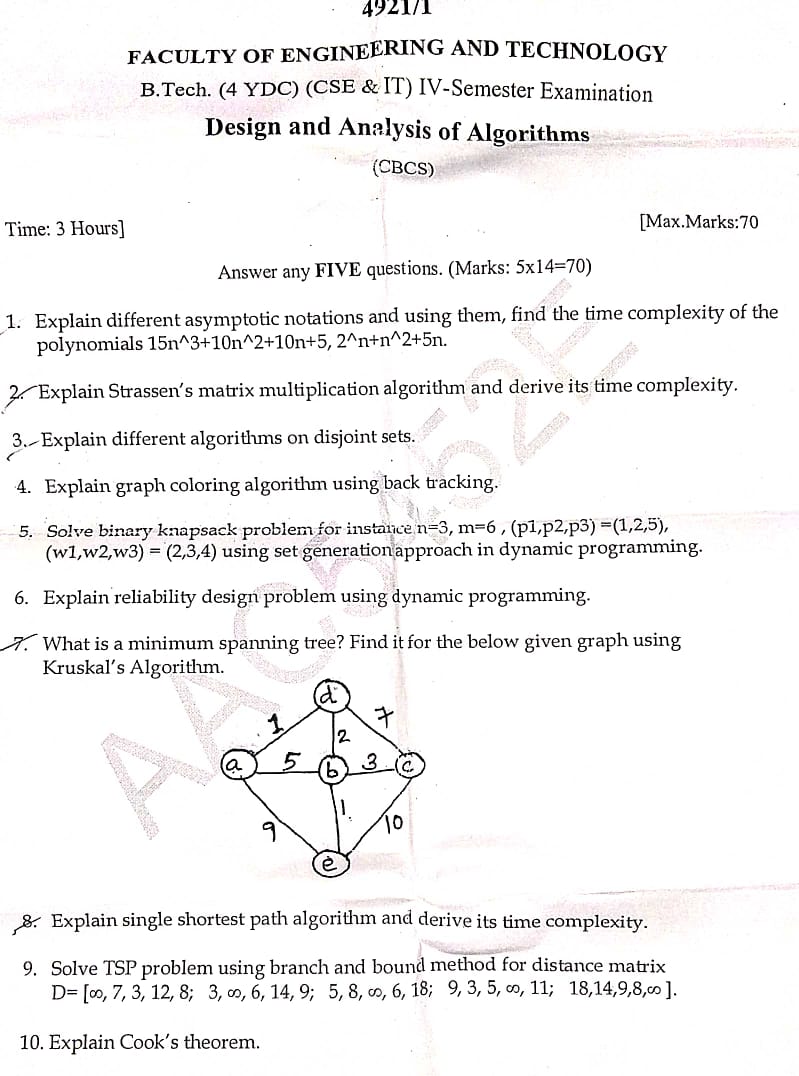 4921/1
FACULTY OF ENGINEERING AND TECHNOLOGY
B.Tech. (4 YDC) (CSE & IT) IV-Semester Examination
Design and Analysis of Algorithms
(CBCS)
Time: 3 Hours]
[Max.Marks:70
Answer any FIVE questions. (Marks: 5x14=70)
1. Explain different asymptotic notations and using them, find the time complexity of the
polynomials 15n^3+10n^2+10n+5, 2^n+n^2+5n.
2. Explain Strassen's matrix multiplication algorithm and derive its time complexity.
3. Explain different algorithms on disjoint sets.
4. Explain graph coloring algorithm using back tracking.
5. Solve binary knapsack problem for instance n=3, m=6 , (p1,p2,p3) =(1,2,5),
(w1,w2,w3) = (2,3,4) using set generation approach in dynamic programming.
6. Explain reliability design problem using dynamic programming.
7. What is a minimum spanning tree? Find it for the below given graph using
Kruskal's Algorithm.
d
1 7
2
a 5 b 3 c
1
9 10
e
8. Explain single shortest path algorithm and derive its time complexity.
9. Solve TSP problem using branch and bound method for distance matrix
D= [∞, 7, 3, 12, 8; 3, ∞, 6, 14, 9; 5, 8, ∞, 6, 18; 9, 3, 5, ∞, 11; 18,14,9,8,∞ ].
10. Explain Cook's theorem.